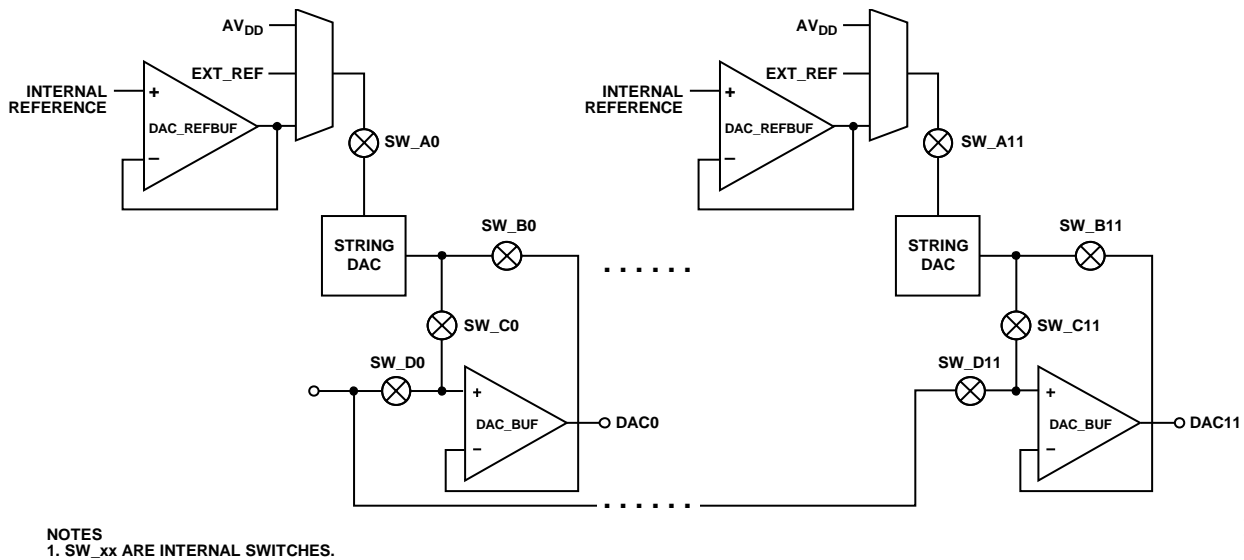 AVDD
EXT_REF
INTERNAL
REFERENCE
+
DAC_REFBUF
−
SW_A0
STRING
DAC
SW_B0
SW_C0
SW_D0
+
DAC_BUF
−
DAC0
......
......
AVDD
EXT_REF
INTERNAL
REFERENCE
+
DAC_REFBUF
−
SW_A11
STRING
DAC
SW_B11
SW_C11
SW_D11
+
DAC_BUF
−
DAC11
NOTES
1. SW_xx ARE INTERNAL SWITCHES.